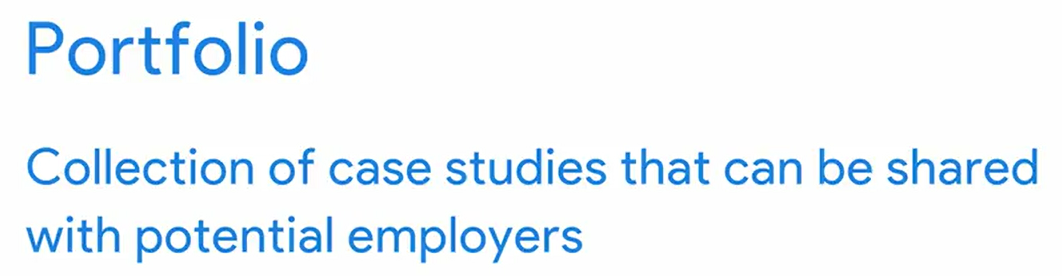 Portfolio
Collection of case studies that can be shared
with potential employers